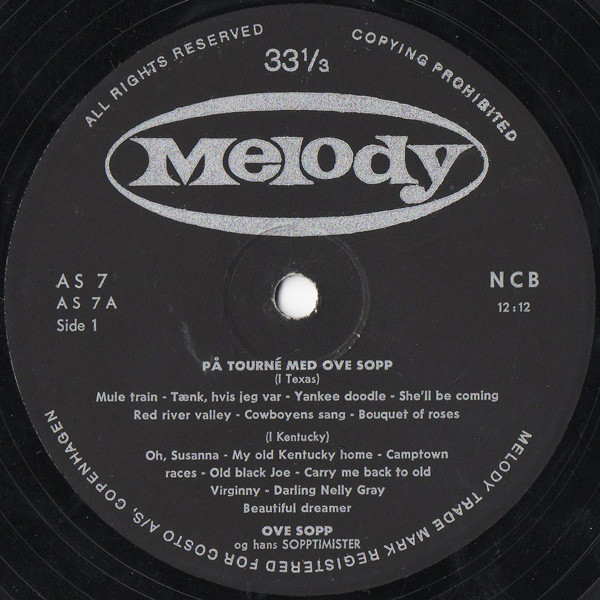 ALL RIGHTS RESERVED
COPYING PROHIBITED
33⅓
Melody
AS 7
AS 7A
Side 1
NCB
12:12
PÅ TOURNÉ MED OVE SOPP
(I Texas)
Mule train - Tænk, hvis jeg var - Yankee doodle - She'll be coming
Red river valley - Cowboyens sang - Bouquet of roses
(I Kentucky)
Oh, Susanna - My old Kentucky home - Camptown
races - Old black Joe - Carry me back to old
Virginny - Darling Nelly Gray
Beautiful dreamer
OVE SOPP
og hans SOPPTIMISTER
MELODY TRADE MARK REGISTERED FOR COSTO A/S, COPENHAGEN